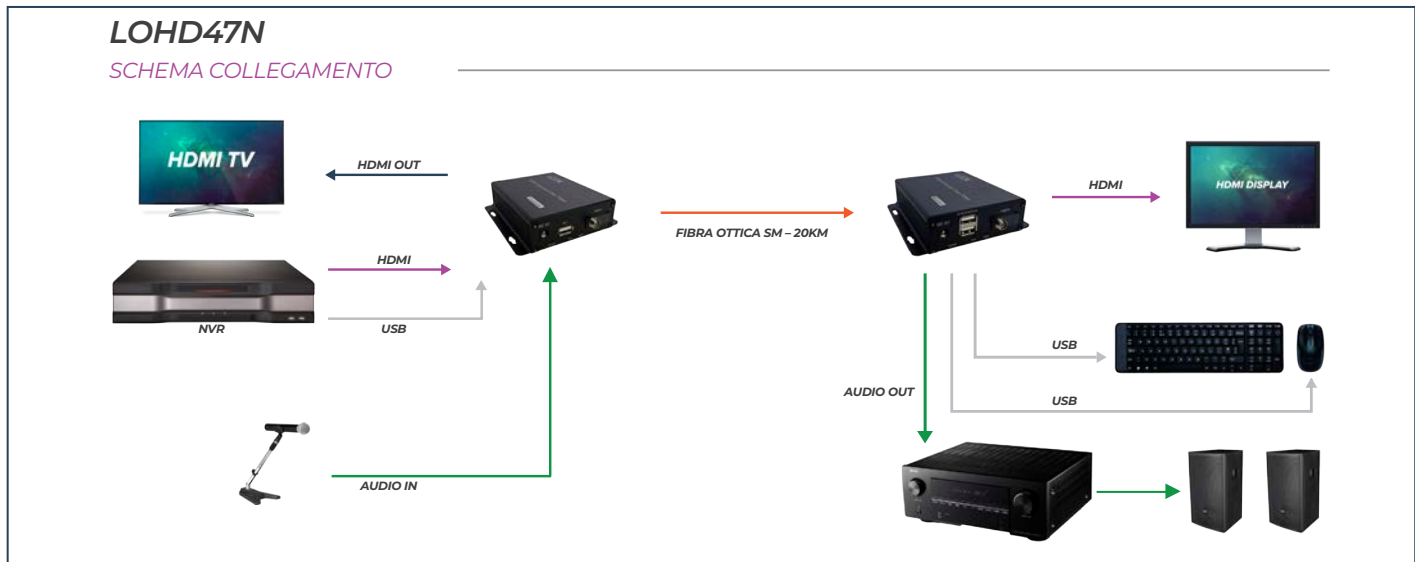 LOHD47N
SCHEMA COLLEGAMENTO
HDMI TV
HDMI OUT
HDMI
USB
NVR
AUDIO IN
FIBRA OTTICA SM – 20KM
HDMI
HDMI DISPLAY
USB
USB
AUDIO OUT